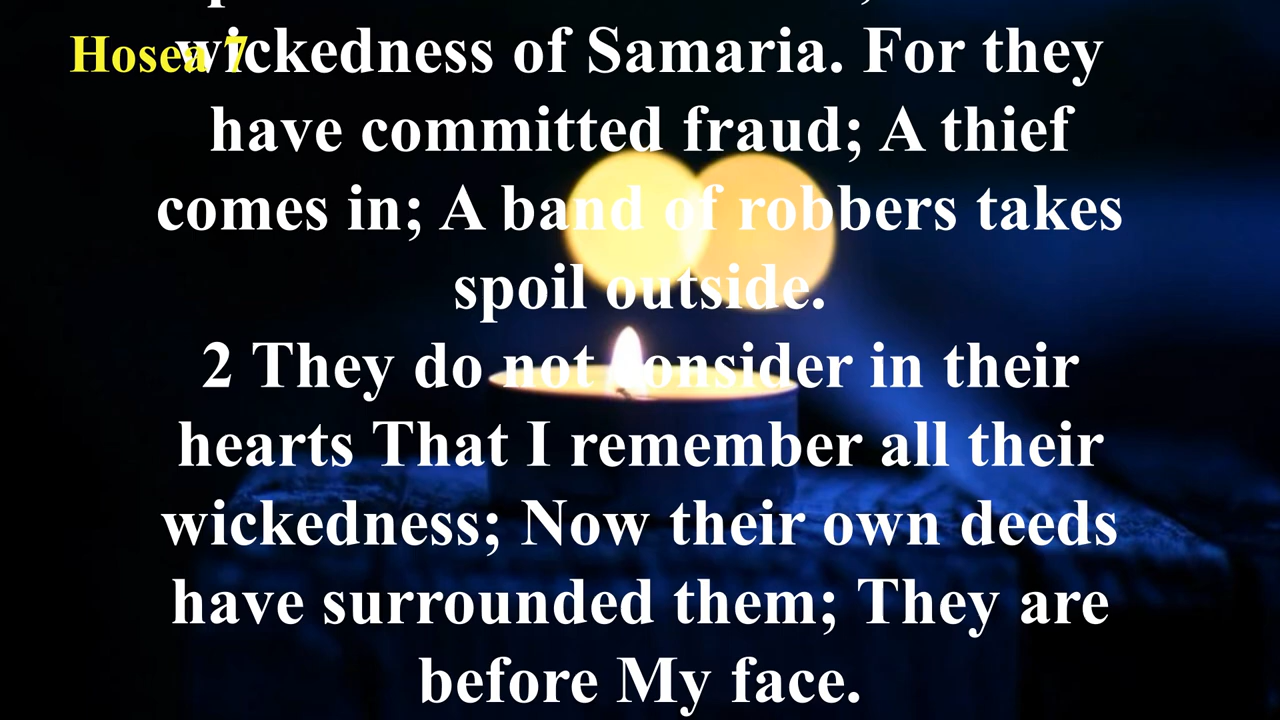 Hosea 7
wickedness of Samaria. For they
have committed fraud; A thief
comes in; A band of robbers takes
spoil outside.
2 They do not consider in their
hearts That I remember all their
wickedness; Now their own deeds
have surrounded them; They are
before My face.